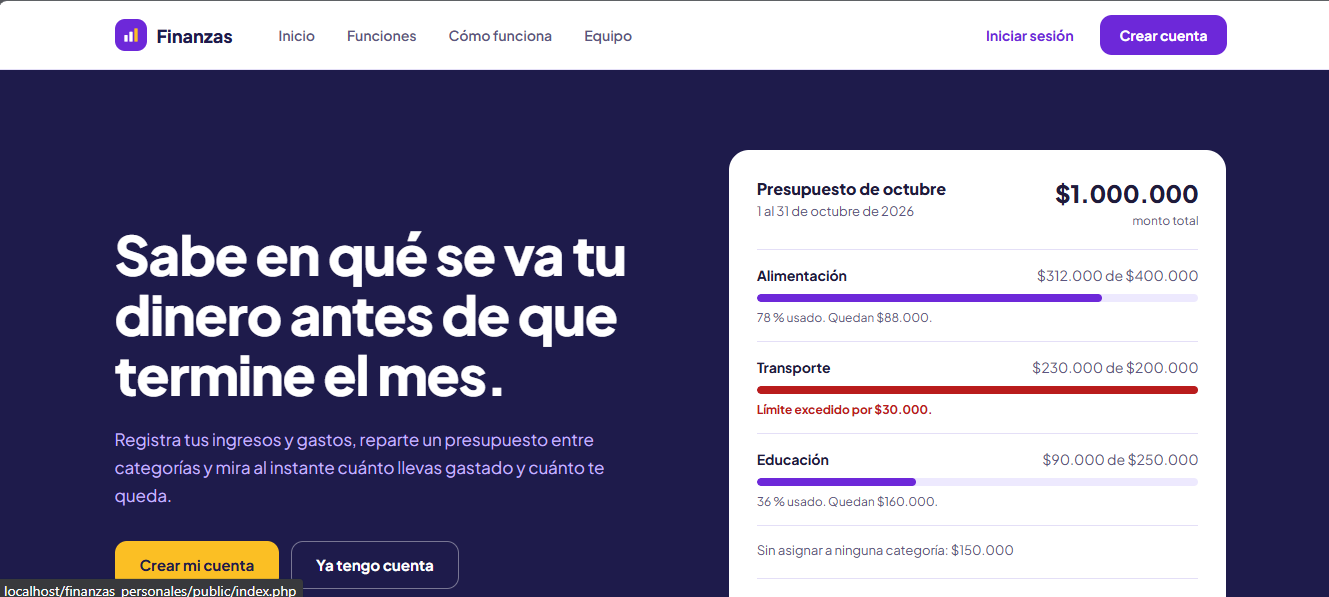 Finanzas
Inicio
Funciones
Cómo funciona
Equipo
Iniciar sesión
Crear cuenta
Sabe en qué se va tu
dinero antes de que
termine el mes.
Registra tus ingresos y gastos, reparte un presupuesto entre
categorías y mira al instante cuánto llevas gastado y cuánto te
queda.
Crear mi cuenta
Ya tengo cuenta
Presupuesto de octubre
1 al 31 de octubre de 2026
$1.000.000
monto total
Alimentación
$312.000 de $400.000
78 % usado. Quedan $88.000.
Transporte
$230.000 de $200.000
Límite excedido por $30.000.
Educación
$90.000 de $250.000
36 % usado. Quedan $160.000.
Sin asignar a ninguna categoría: $150.000
localhost/finanzas_personales/public/index.php